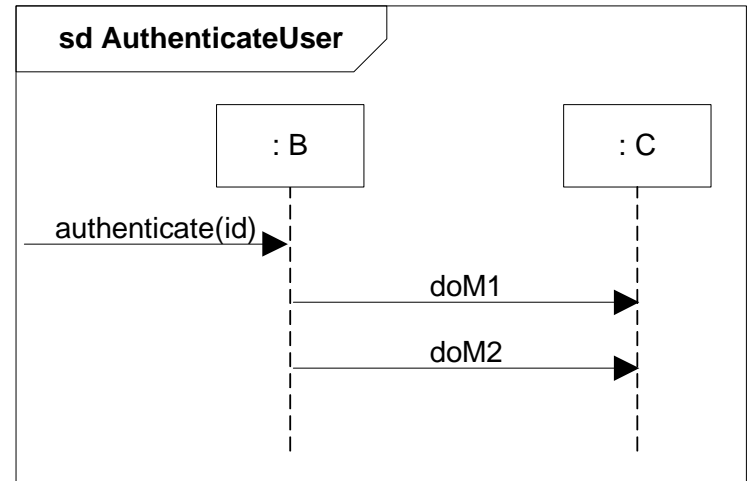 sd AuthenticateUser
: B
: C
authenticate(id)
doM1
doM2